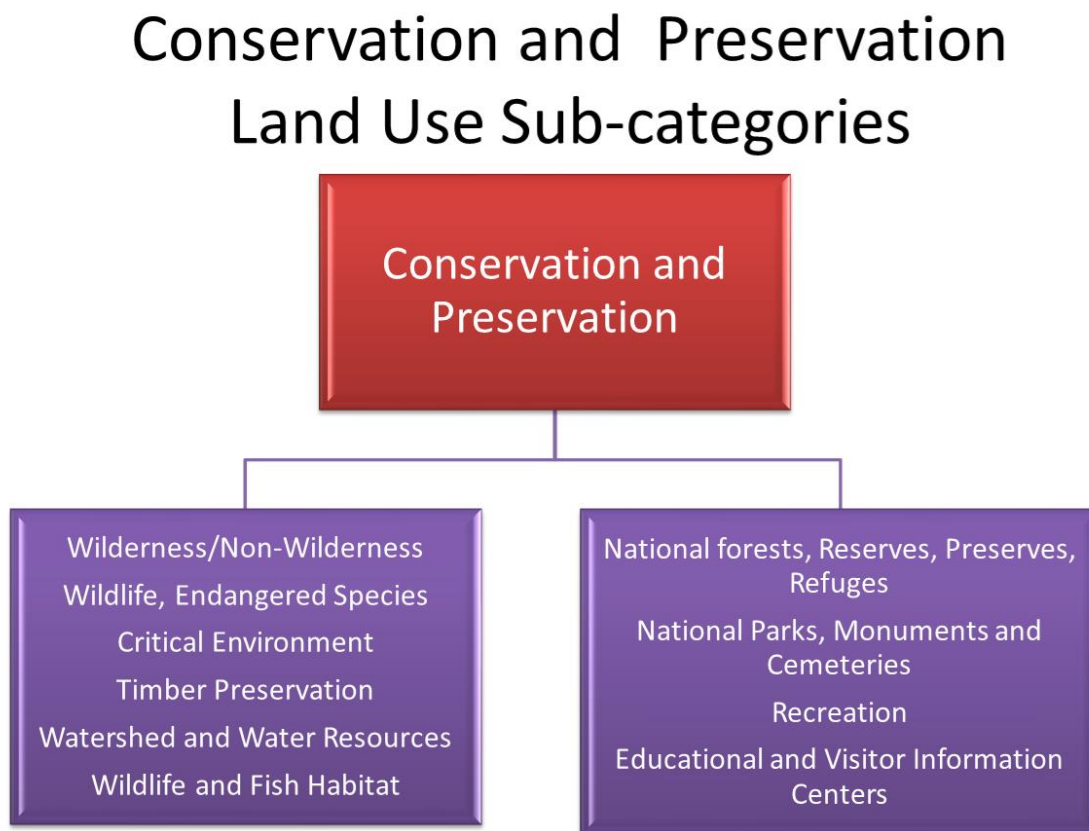 Conservation and Preservation
Land Use Sub-categories
Conservation and
Preservation
Wilderness/Non-Wilderness
Wildlife, Endangered Species
Critical Environment
Timber Preservation
Watershed and Water Resources
Wildlife and Fish Habitat
National forests, Reserves, Preserves,
Refuges
National Parks, Monuments and
Cemeteries
Recreation
Educational and Visitor Information
Centers